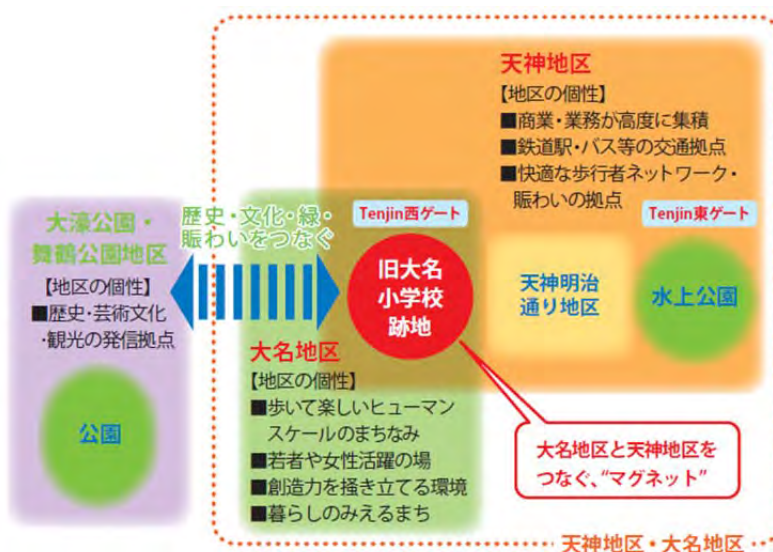 天神地区
【地区の個性】
■商業・業務が高度に集積
■鉄道駅・バス等の交通拠点
■快適な歩行者ネットワーク・
賑わいの拠点
Tenjin西ゲート
Tenjin東ゲート
大濠公園・
舞鶴公園地区
【地区の個性】
■歴史・芸術文化
・観光の発信拠点
公園
歴史・文化・緑・
賑わいをつなぐ
旧大名
小学校
跡地
天神明治
通り地区
水上公園
大名地区
【地区の個性】
■歩いて楽しいヒューマン
スケールのまちなみ
■若者や女性活躍の場
■創造力を掻き立てる環境
■暮らしのみえるまち
大名地区と天神地区を
つなぐ、“マグネット”
天神地区・大名地区